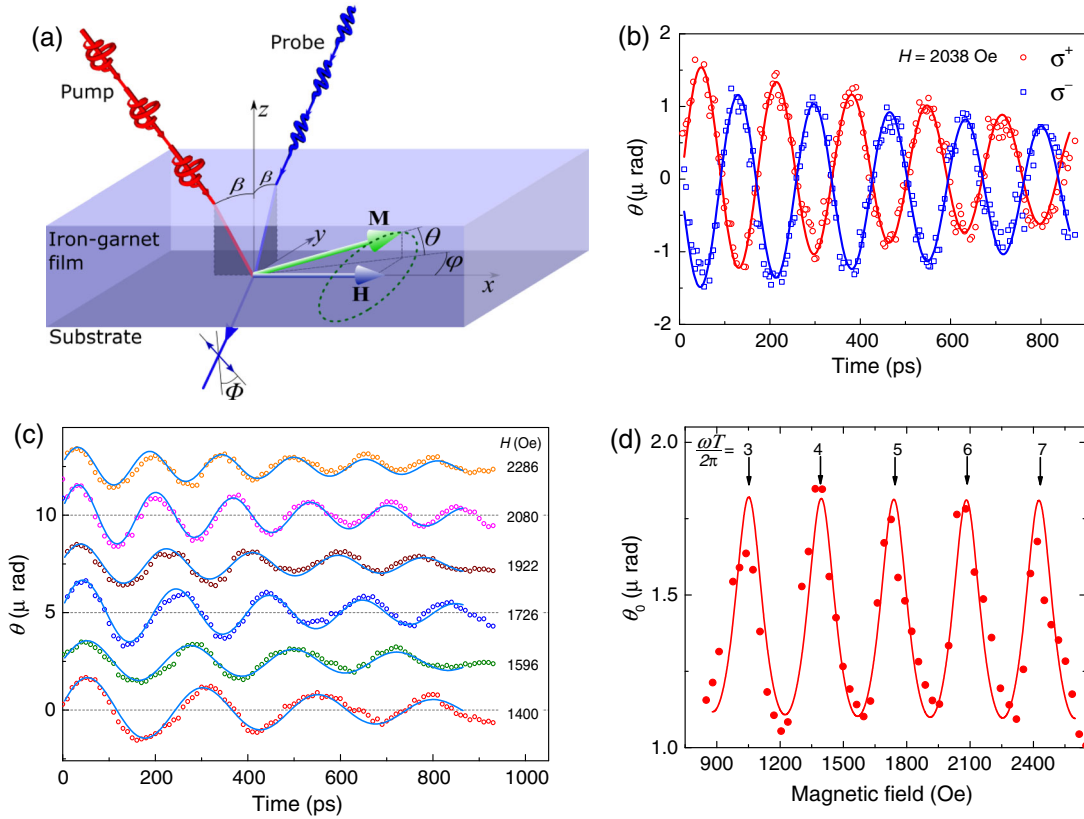 (a)
Pump
Probe
z
β
β
y
M
θ
φ
H
x
Iron-garnet
film
Substrate
Φ
(b)
H = 2038 Oe
σ⁺
σ⁻
2
1
0
-1
-2
θ (μ rad)
0 200 400 600 800
Time (ps)
(c)
H (Oe)
2286
2080
1922
1726
1596
1400
10
5
0
θ (μ rad)
0 200 400 600 800 1000
Time (ps)
(d)
ωT/2π = 3 4 5 6 7
2.0
1.5
1.0
θ₀ (μ rad)
900 1200 1500 1800 2100 2400
Magnetic field (Oe)